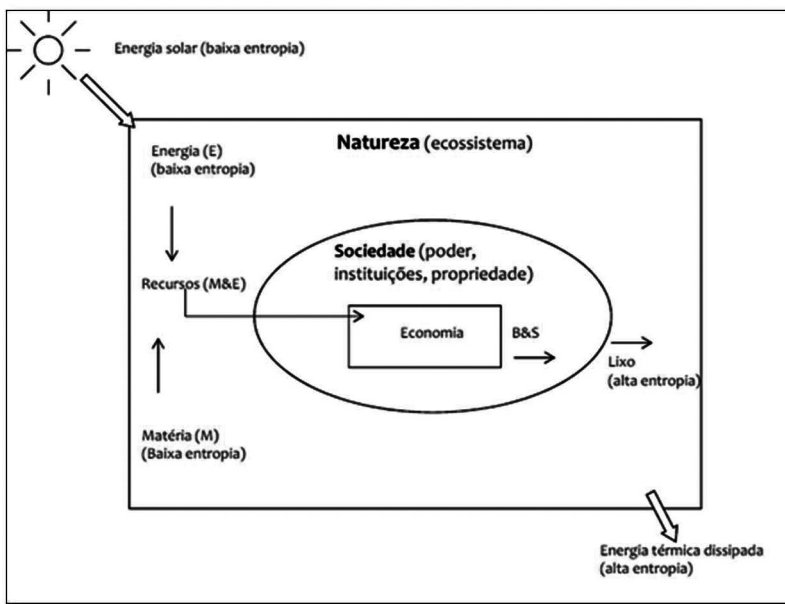 Energia solar (baixa entropia)
Natureza (ecossistema)
Energia (E)
(baixa entropia)
Sociedade (poder,
instituições, propriedade)
Recursos (M&E)
Economia
B&S
Lixo
(alta entropia)
Matéria (M)
(Baixa entropia)
Energia térmica dissipada
(alta entropia)